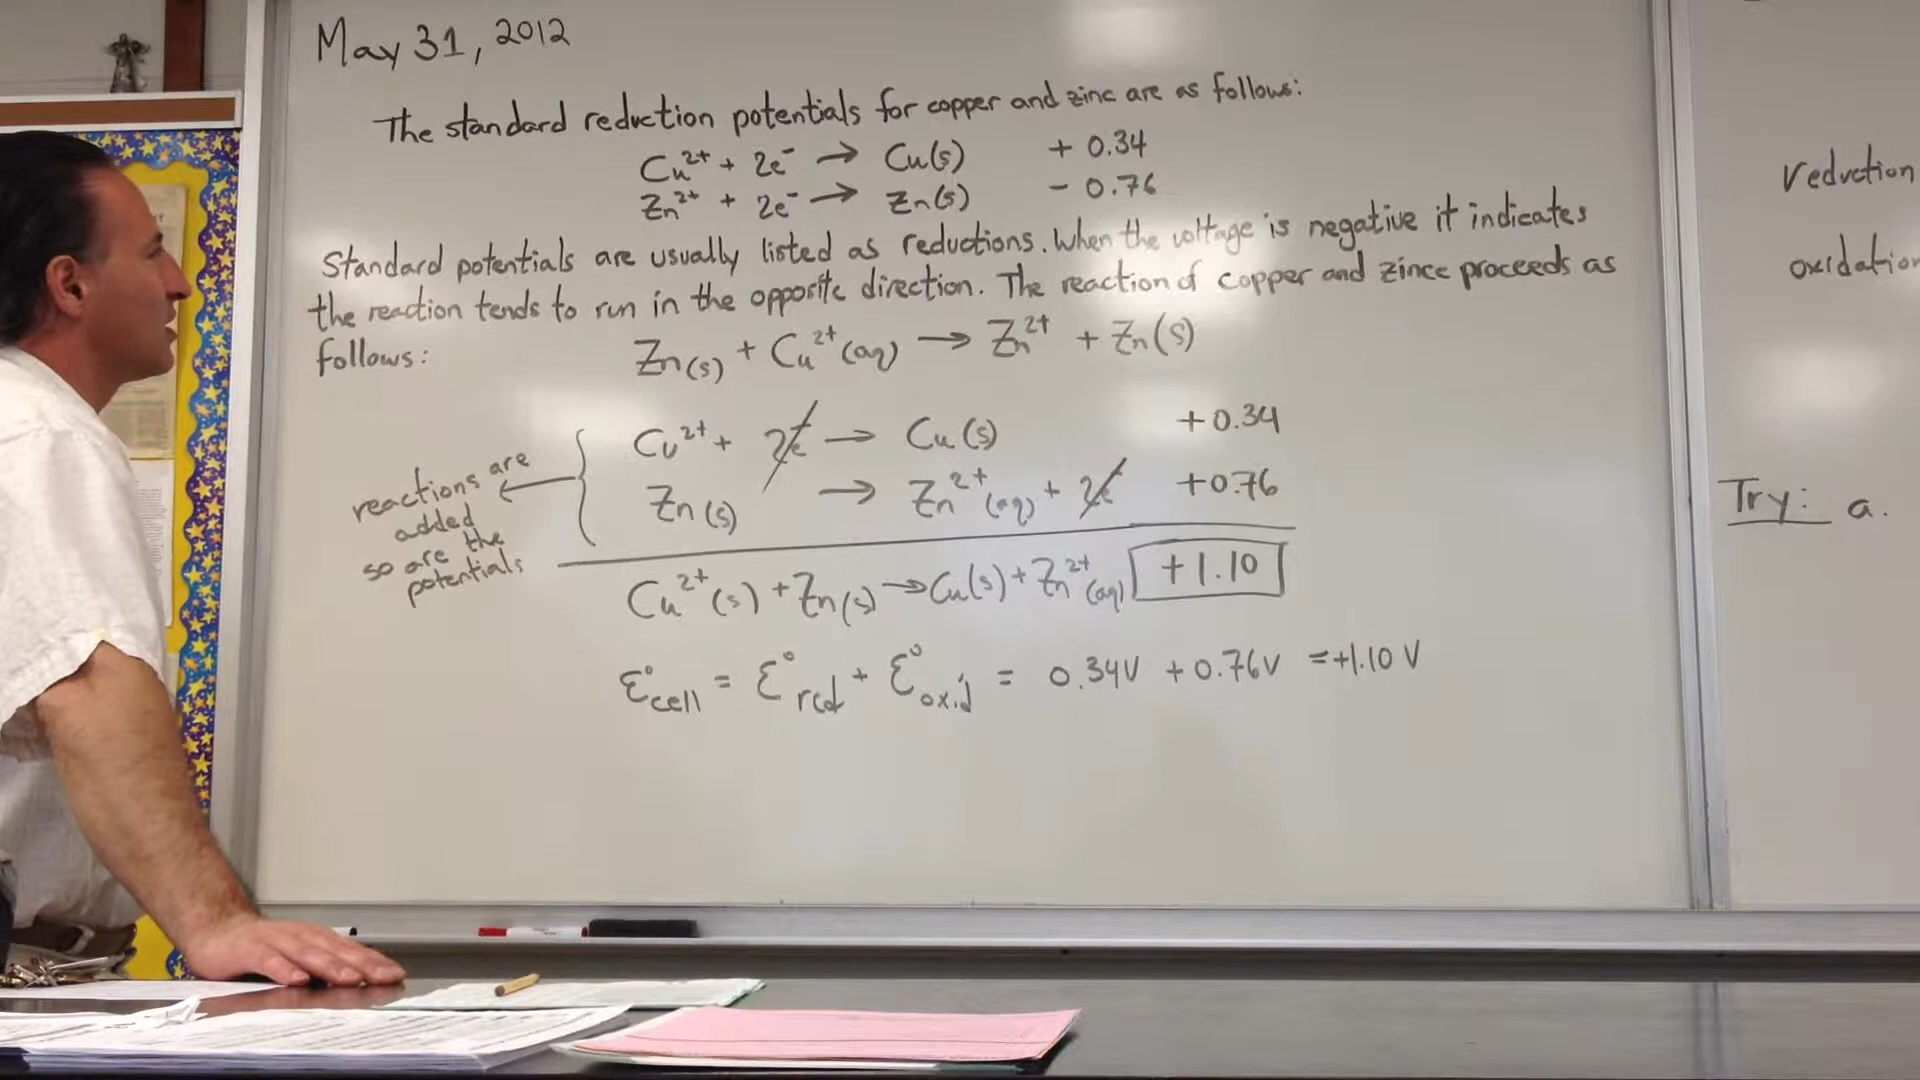 May 31, 2012
The standard reduction potentials for copper and zinc are as follows:
Cu²⁺ + 2e⁻ → Cu(s) + 0.34
Zn²⁺ + 2e⁻ → Zn(s) - 0.76
Standard potentials are usually listed as reductions. When the voltage is negative it indicates
the reaction tends to run in the opposite direction. The reaction of copper and zince proceeds as
follows:
Zn(s) + Cu²⁺(aq) → Zn²⁺ + Zn(s)
Cu²⁺ + 2e → Cu(s) +0.34
Zn(s) → Zn²⁺(aq) + 2e +0.76
reactions are
added
so are the
potentials
Cu²⁺(s) + Zn(s) → Cu(s) + Zn²⁺(aq) +1.10
Ɛ°cell = Ɛ°red + Ɛ°oxid = 0.34V + 0.76V = +1.10 V
reduction
oxidation
Try: a.